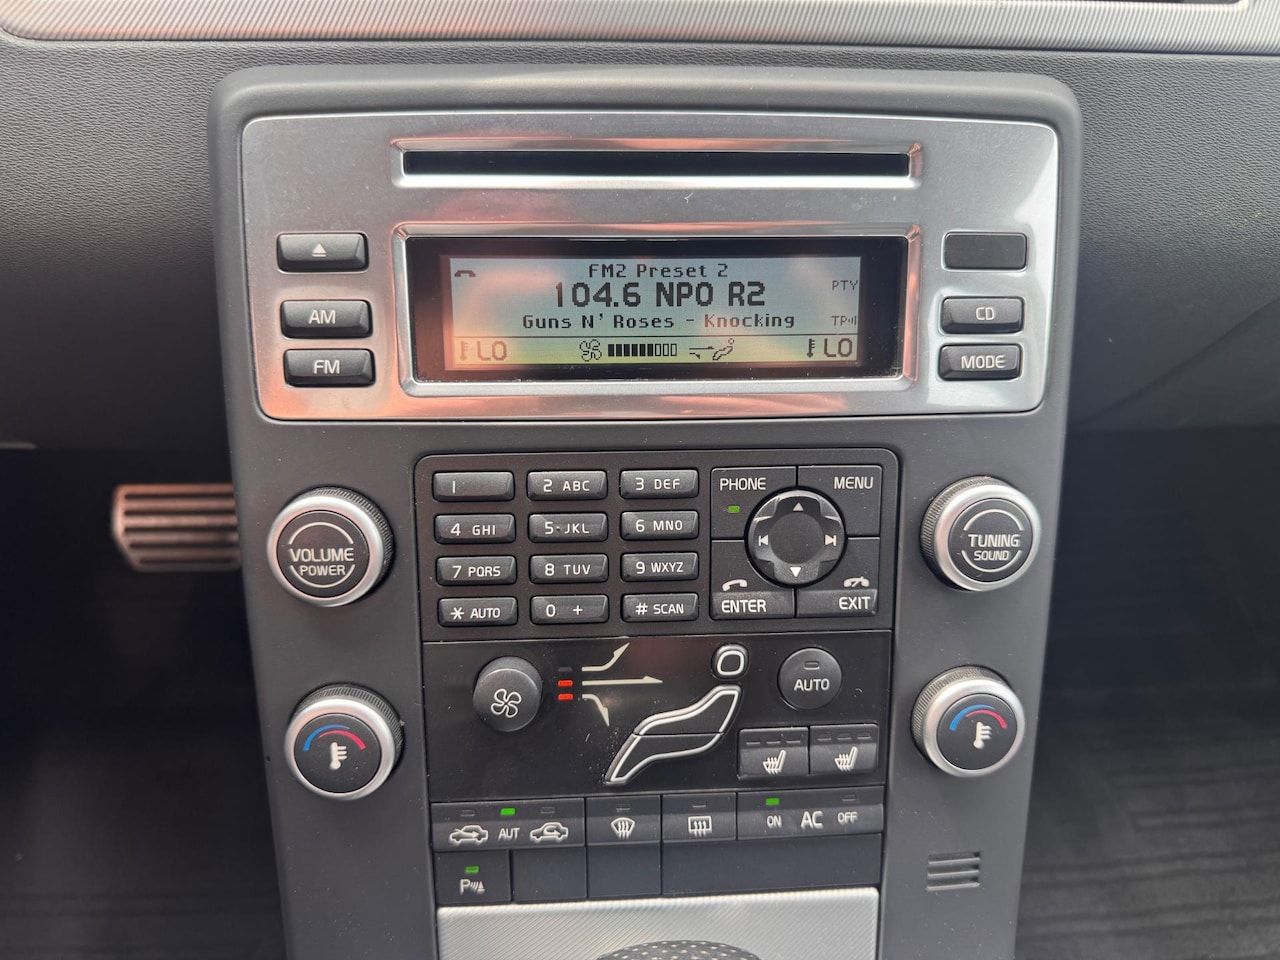 FM2 Preset 2
104.6 NPO R2
PTY
Guns N' Roses - Knocking
TP
LO
LO
AM
FM
CD
MODE
1
2 ABC
3 DEF
PHONE
MENU
4 GHI
5 JKL
6 MNO
7 PQRS
8 TUV
9 WXYZ
* AUTO
0 +
# SCAN
ENTER
EXIT
VOLUME
POWER
TUNING
SOUND
AUTO
AUT
ON AC OFF
P